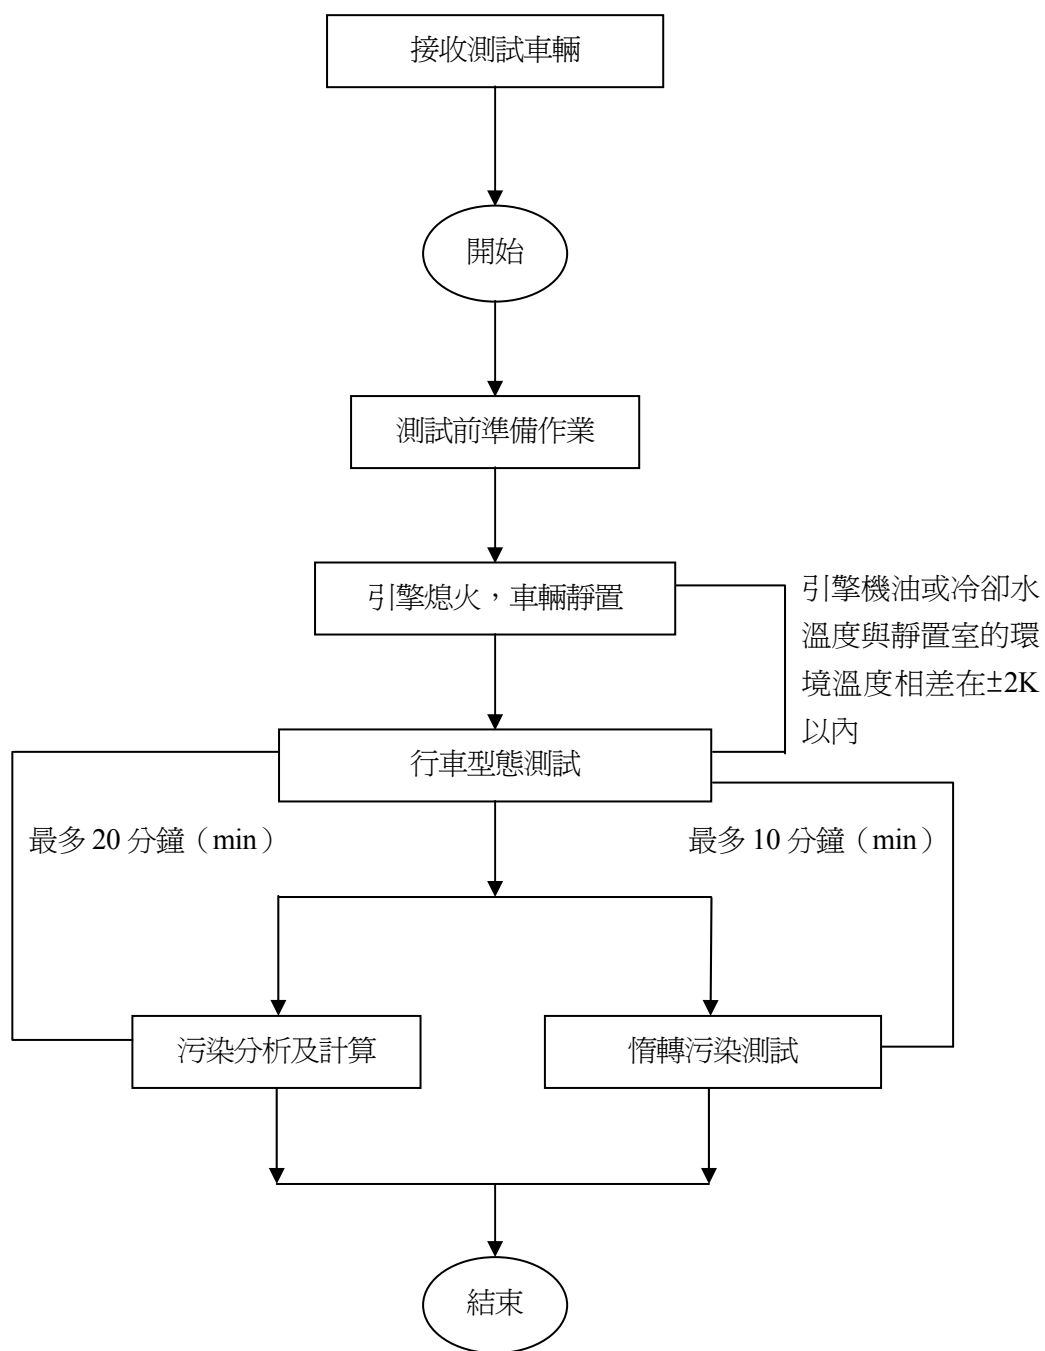 接收測試車輛
開始
測試前準備作業
引擎熄火，車輛靜置
引擎機油或冷卻水
溫度與靜置室的環
境溫度相差在±2K
以內
行車型態測試
最多 20 分鐘（min）
最多 10 分鐘（min）
污染分析及計算
惰轉污染測試
結束